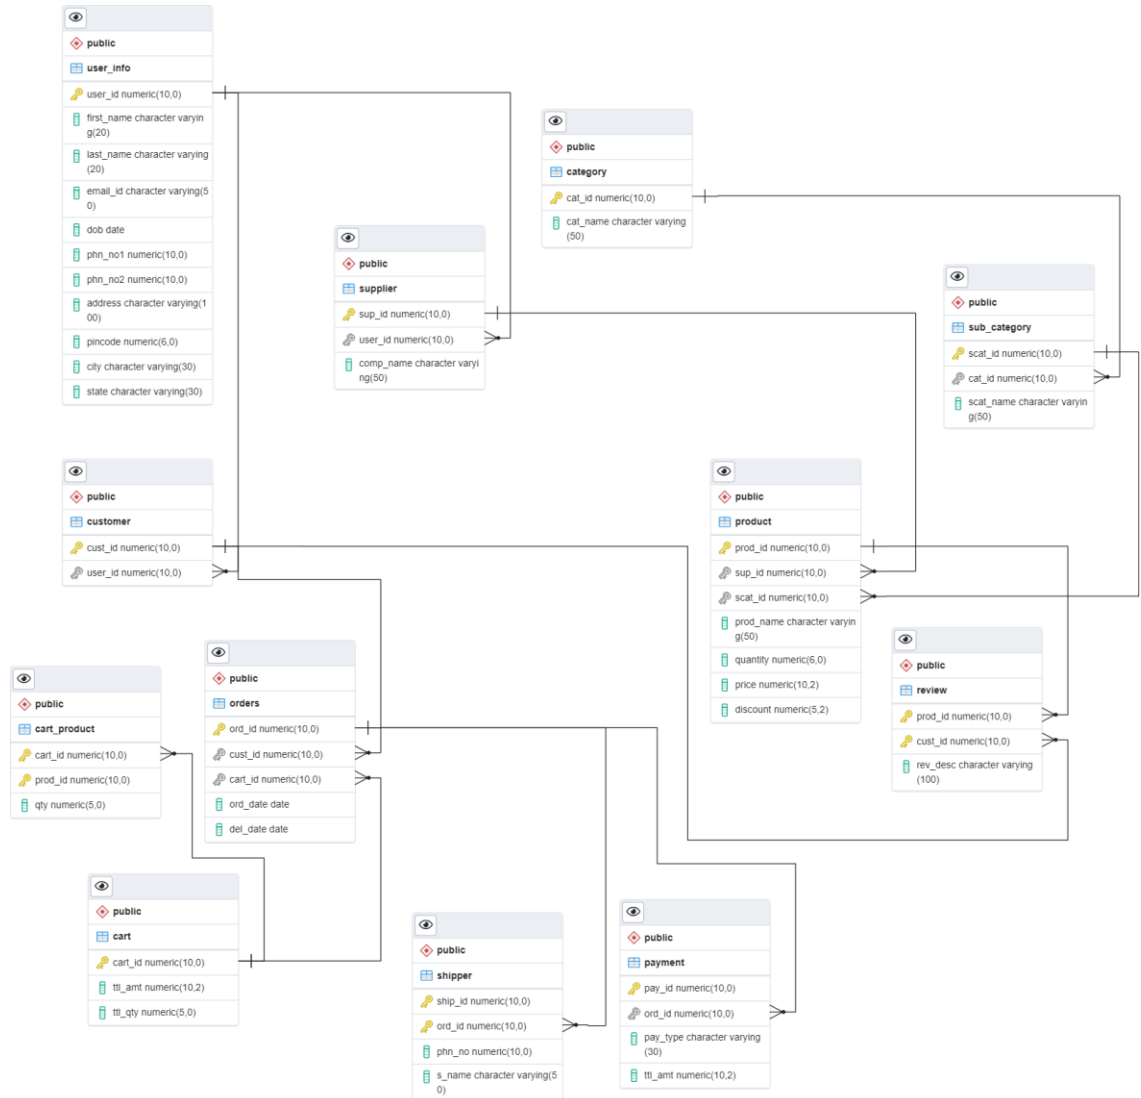 public
user_info
user_id numeric(10,0)
first_name character varyin
g(20)
last_name character varying
(20)
email_id character varying(5
0)
dob date
phn_no1 numeric(10,0)
phn_no2 numeric(10,0)
address character varying(1
00)
pincode numeric(6,0)
city character varying(30)
state character varying(30)
public
category
cat_id numeric(10,0)
cat_name character varying
(50)
public
supplier
sup_id numeric(10,0)
user_id numeric(10,0)
comp_name character varyi
ng(50)
public
sub_category
scat_id numeric(10,0)
cat_id numeric(10,0)
scat_name character varyin
g(50)
public
customer
cust_id numeric(10,0)
user_id numeric(10,0)
public
product
prod_id numeric(10,0)
sup_id numeric(10,0)
scat_id numeric(10,0)
prod_name character varyin
g(50)
quantity numeric(6,0)
price numeric(10,2)
discount numeric(5,2)
public
review
prod_id numeric(10,0)
cust_id numeric(10,0)
rev_desc character varying
(100)
public
orders
ord_id numeric(10,0)
cust_id numeric(10,0)
cart_id numeric(10,0)
ord_date date
del_date date
public
cart_product
cart_id numeric(10,0)
prod_id numeric(10,0)
qty numeric(5,0)
public
cart
cart_id numeric(10,0)
ttl_amt numeric(10,2)
ttl_qty numeric(5,0)
public
shipper
ship_id numeric(10,0)
ord_id numeric(10,0)
phn_no numeric(10,0)
s_name character varying(5
0)
public
payment
pay_id numeric(10,0)
ord_id numeric(10,0)
pay_type character varying
(30)
ttl_amt numeric(10,2)